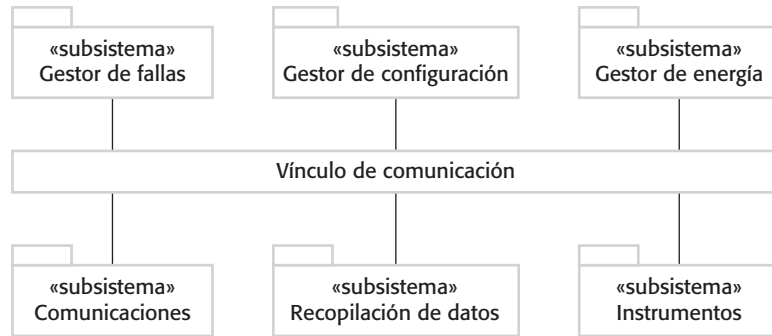 «subsistema»
Gestor de fallas
«subsistema»
Gestor de configuración
«subsistema»
Gestor de energía
Vínculo de comunicación
«subsistema»
Comunicaciones
«subsistema»
Recopilación de datos
«subsistema»
Instrumentos